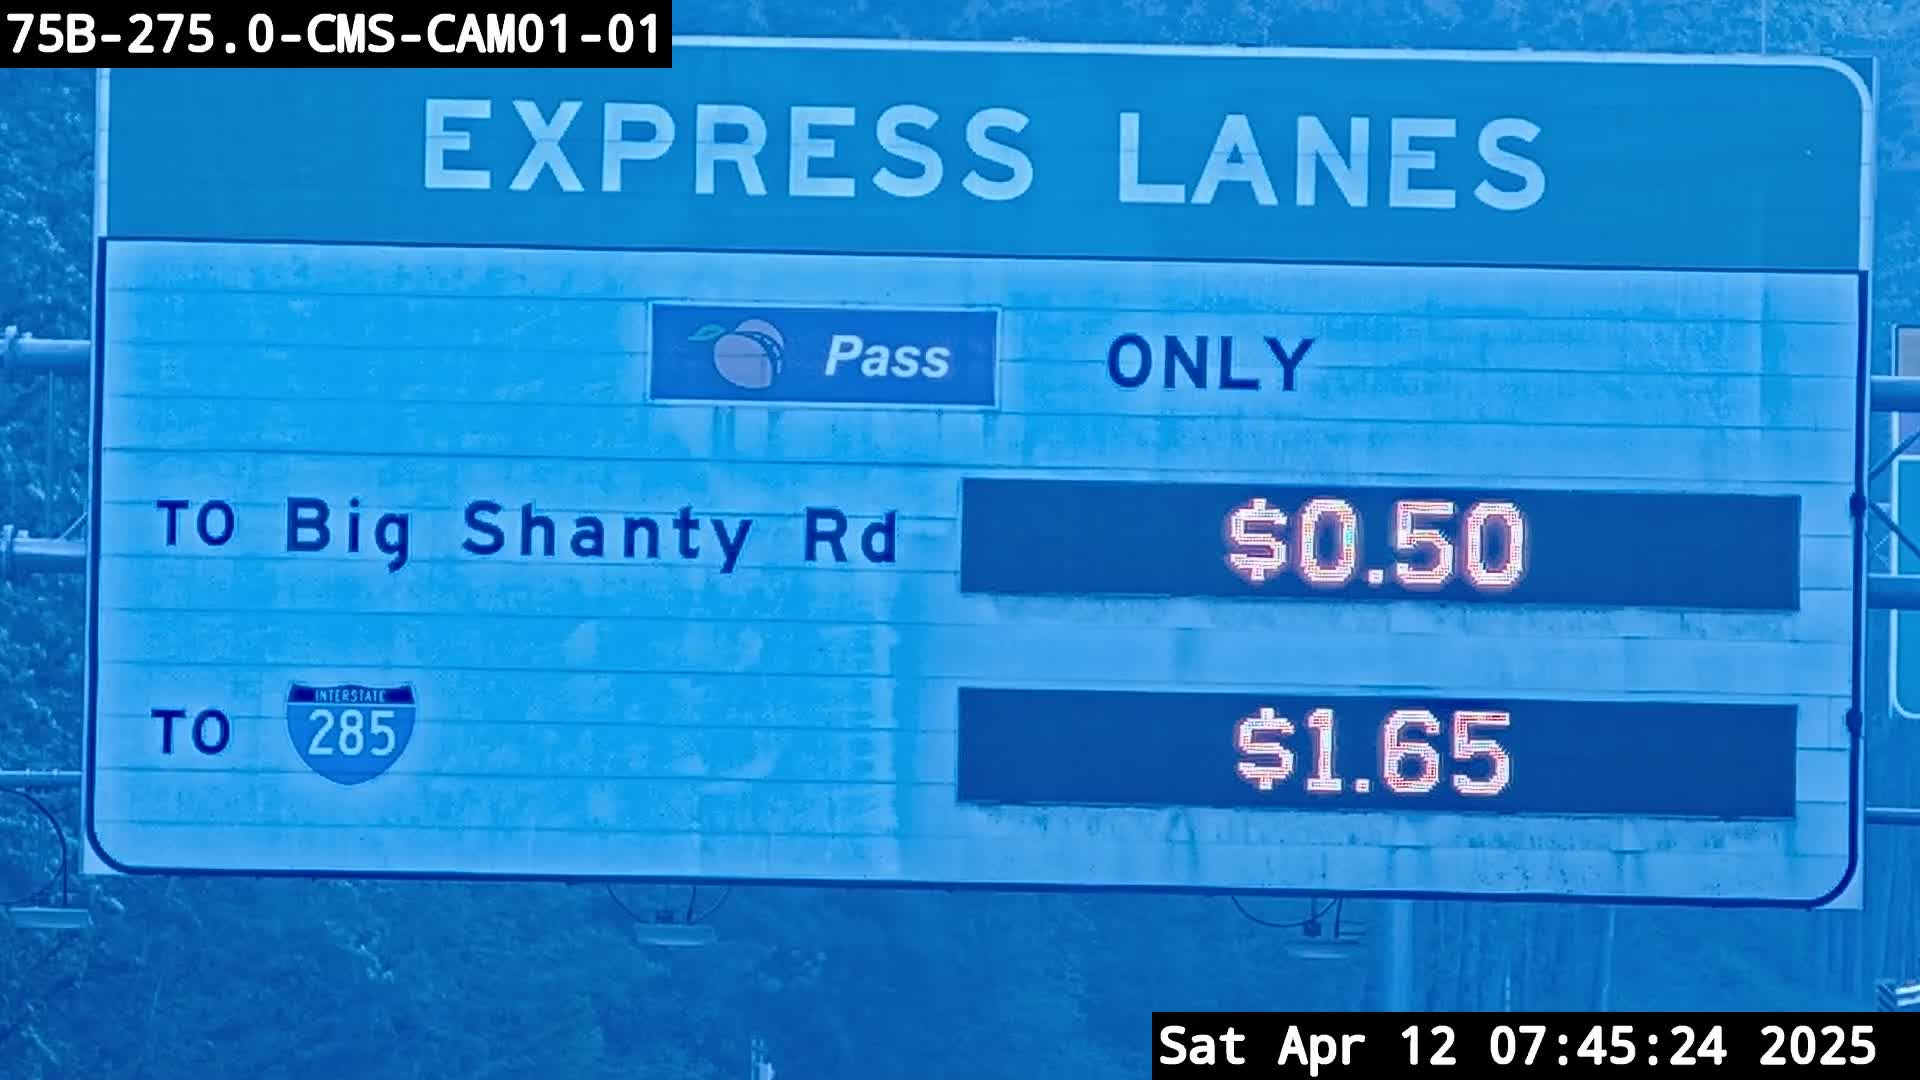 75B-275.0-CMS-CAM01-01
EXPRESS LANES
Pass ONLY
TO Big Shanty Rd $0.50
INTERSTATE
TO 285 $1.65
Sat Apr 12 07:45:24 2025